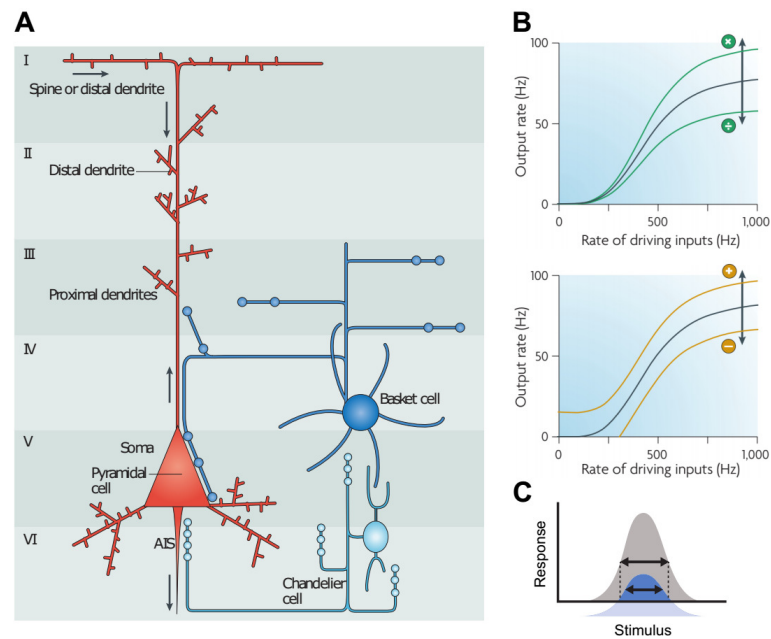 A
I
Spine or distal dendrite
II
Distal dendrite
III
Proximal dendrites
IV
Basket cell
V
Soma
Pyramidal
cell
VI
AIS
Chandelier
cell
B
100
50
0
Output rate (Hz)
×
÷
0
500
1,000
Rate of driving inputs (Hz)
100
50
0
Output rate (Hz)
+
−
0
500
1,000
Rate of driving inputs (Hz)
C
Response
Stimulus